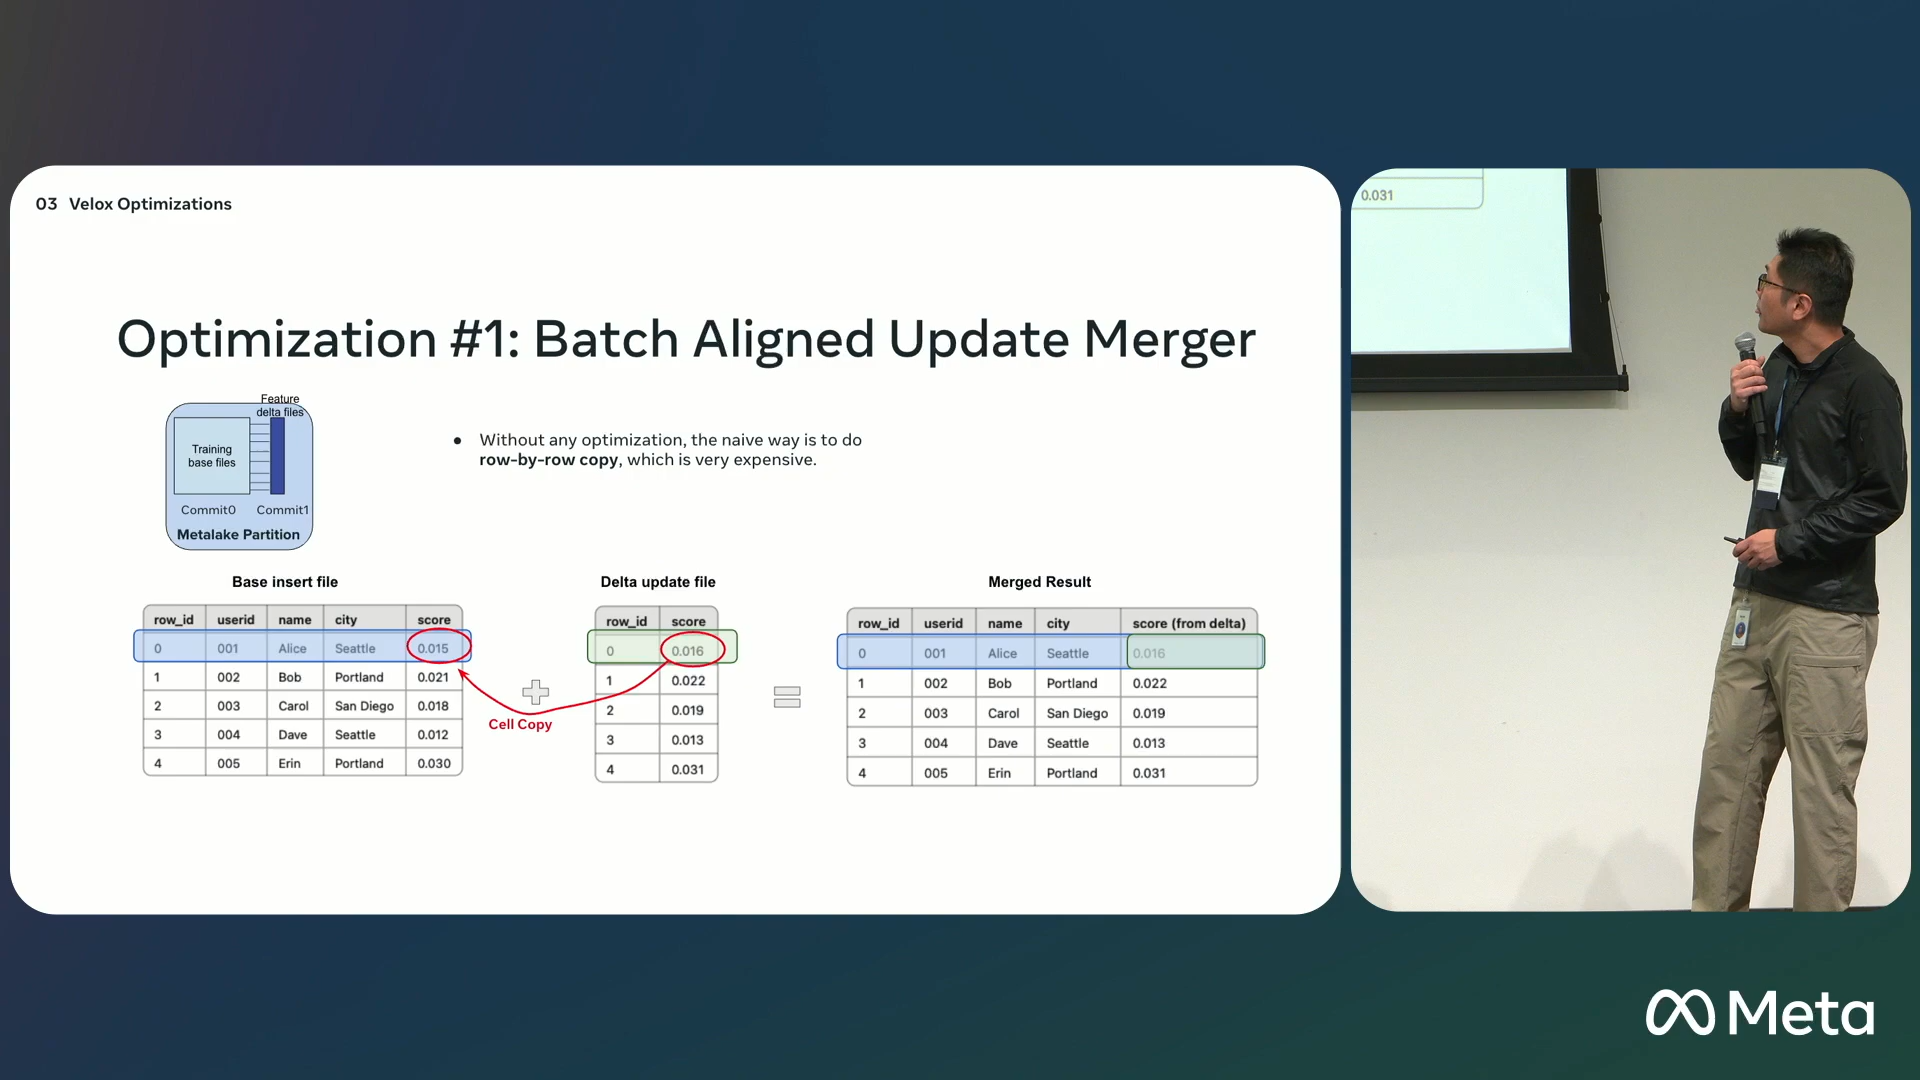 03 Velox Optimizations
Optimization #1: Batch Aligned Update Merger
Feature
delta files
Training
base files
Commit0 Commit1
Metalake Partition
• Without any optimization, the naive way is to do
row-by-row copy, which is very expensive.
Base insert file
row_id userid name city score
0 001 Alice Seattle 0.015
1 002 Bob Portland 0.021
2 003 Carol San Diego 0.018
3 004 Dave Seattle 0.012
4 005 Erin Portland 0.030
Cell Copy
Delta update file
row_id score
0 0.016
1 0.022
2 0.019
3 0.013
4 0.031
Merged Result
row_id userid name city score (from delta)
0 001 Alice Seattle 0.016
1 002 Bob Portland 0.022
2 003 Carol San Diego 0.019
3 004 Dave Seattle 0.013
4 005 Erin Portland 0.031
0.031
Meta